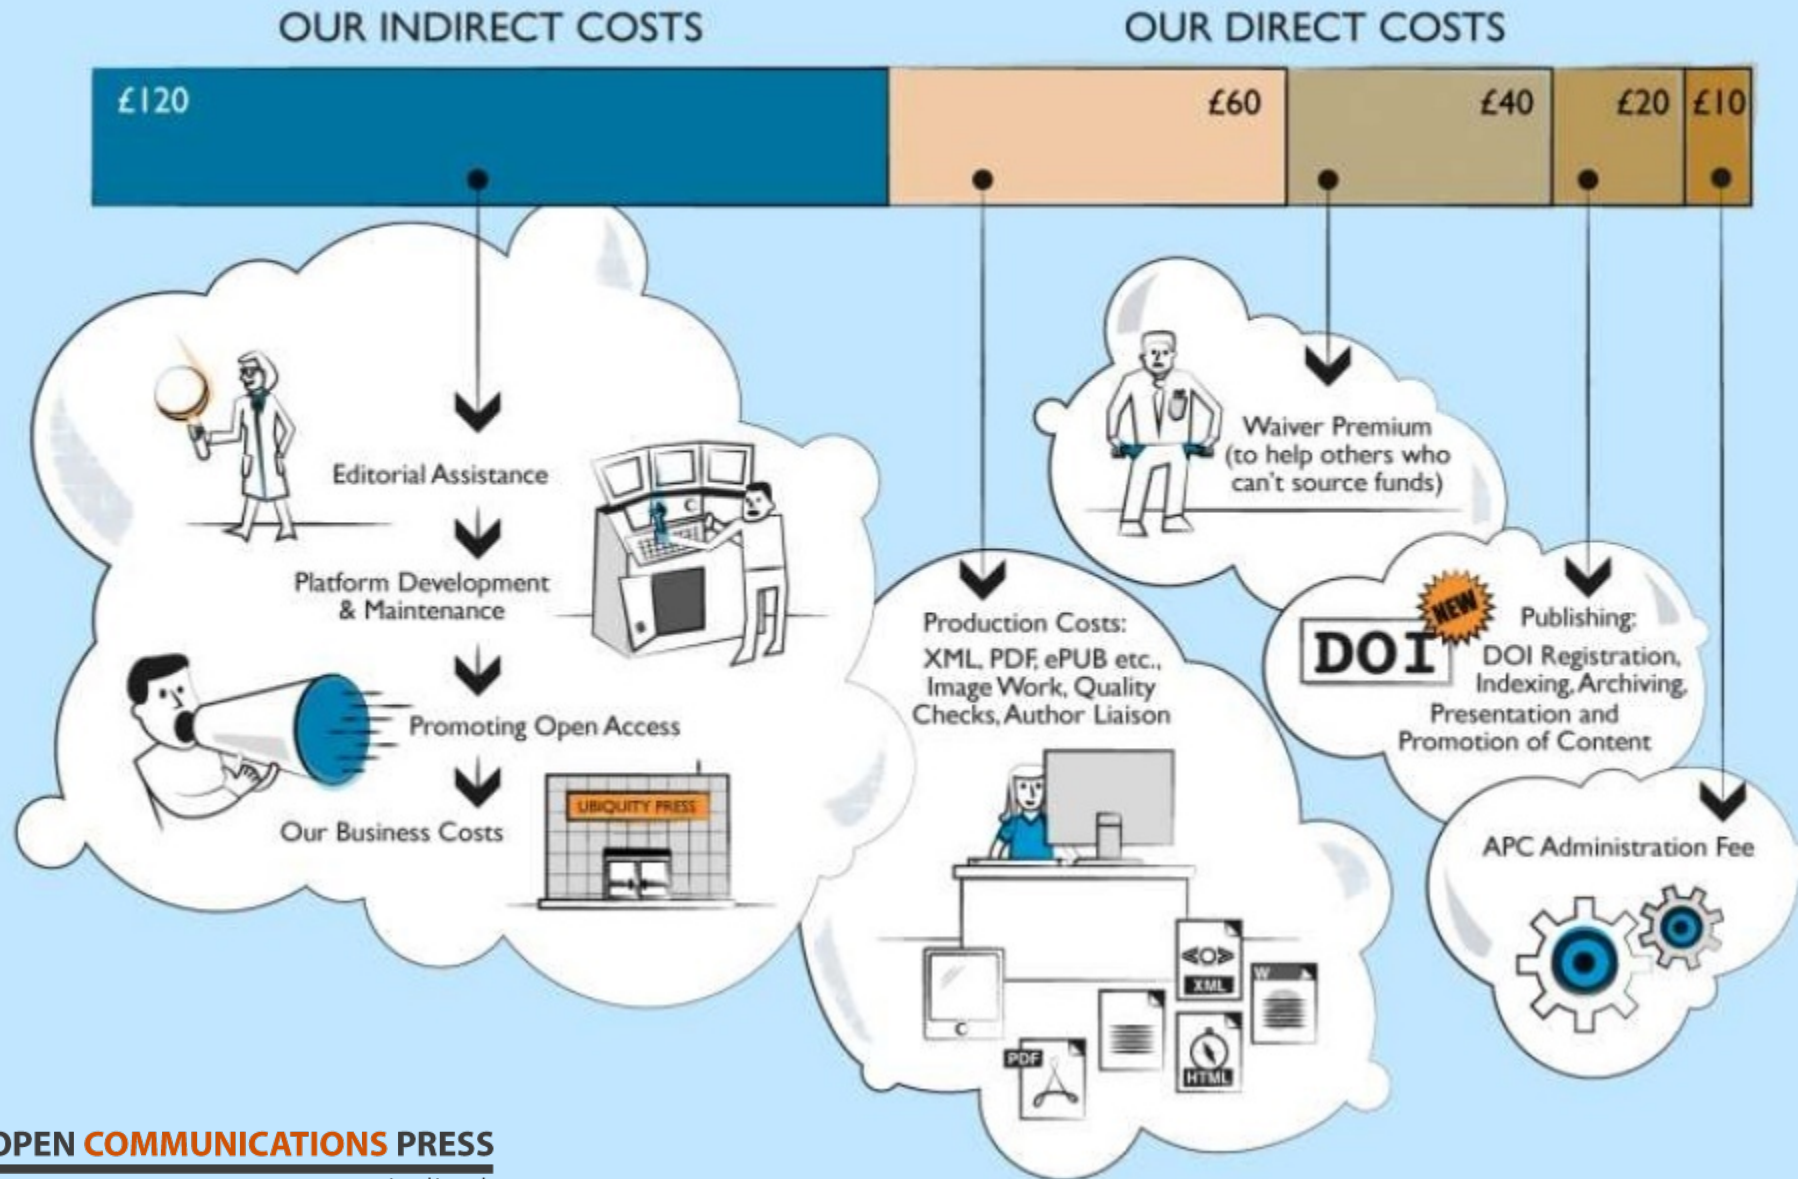 OUR INDIRECT COSTS
OUR DIRECT COSTS
£120
£60
£40
£20
£10
Editorial Assistance
Platform Development
& Maintenance
Promoting Open Access
Our Business Costs
UBIQUITY PRESS
Production Costs:
XML, PDF, ePUB etc.,
Image Work, Quality
Checks, Author Liaison
PDF
<O>
XML
HTML
W
Waiver Premium
(to help others who
can't source funds)
DOI
NEW
Publishing:
DOI Registration,
Indexing, Archiving,
Presentation and
Promotion of Content
APC Administration Fee
OPEN COMMUNICATIONS PRESS